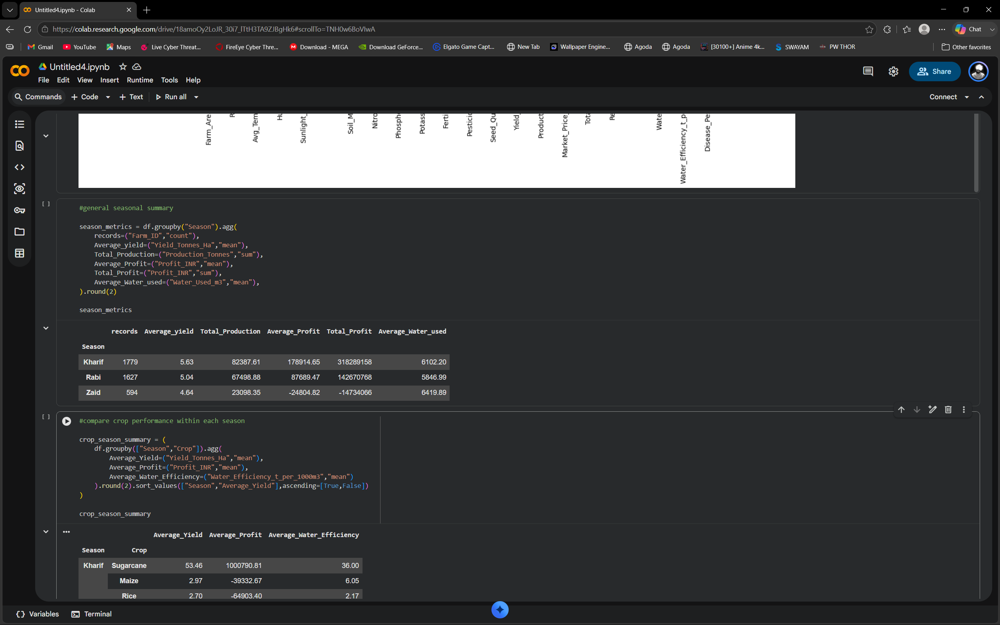 Untitled4.ipynb - Colab
https://colab.research.google.com/drive/18amoOy2LoJR_30i7_lTtH3TA9ZJBgHk6#scrollTo=TNH0w6BoVlwA
Chat
Gmail YouTube Maps Live Cyber Threat... FireEye Cyber Thre... Download - MEGA Download GeForce... Elgato Game Capt... New Tab Wallpaper Engine... Agoda Agoda [30100+] Anime 4k... SWAYAM PW THOR Other favorites
Untitled4.ipynb
File Edit View Insert Runtime Tools Help
Share
Commands + Code + Text Run all Connect
Farm_Are
R
Avg_Tem
Hu
Sunlight_
Soil_M
Nitro
Phosph
Potass
Ferti
Pesticid
Seed_Qu
Yield_
Product
Market_Price_
Tota
Re
Wate
Water_Efficiency_t_p
Disease_Pe
[ ]
#general seasonal summary
season_metrics = df.groupby("Season").agg(
records=("Farm_ID","count"),
Average_yield=("Yield_Tonnes_Ha","mean"),
Total_Production=("Production_Tonnes","sum"),
Average_Profit=("Profit_INR","mean"),
Total_Profit=("Profit_INR","sum"),
Average_Water_used=("Water_Used_m3","mean"),
).round(2)
season_metrics
records Average_yield Total_Production Average_Profit Total_Profit Average_Water_used
Season
Kharif 1779 5.63 82387.61 178914.65 318289158 6102.20
Rabi 1627 5.04 67498.88 87689.47 142670768 5846.99
Zaid 594 4.64 23098.35 -24804.82 -14734066 6419.89
[ ]
#compare crop performance within each season
crop_season_summary = (
df.groupby(["Season","Crop"]).agg(
Average_Yield=("Yield_Tonnes_Ha","mean"),
Average_Profit=("Profit_INR","mean"),
Average_Water_Efficiency=("Water_Efficiency_t_per_1000m3","mean")
).round(2).sort_values(["Season","Average_Yield"],ascending=[True,False])
)
crop_season_summary
Average_Yield Average_Profit Average_Water_Efficiency
Season Crop
Kharif Sugarcane 53.46 1000790.81 36.00
Maize 2.97 -39332.67 6.05
Rice 2.70 -64903.40 2.17
Variables Terminal